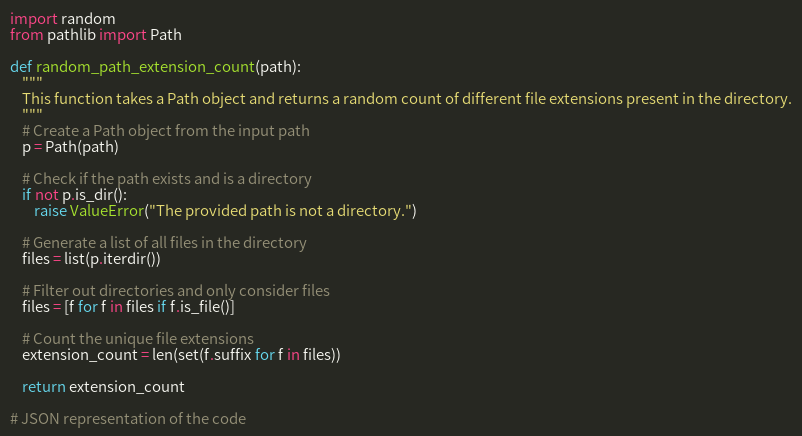 import random
from pathlib import Path

def random_path_extension_count(path):
    """
    This function takes a Path object and returns a random count of different file extensions present in the directory.
    """
    # Create a Path object from the input path
    p = Path(path)

    # Check if the path exists and is a directory
    if not p.is_dir():
        raise ValueError("The provided path is not a directory.")

    # Generate a list of all files in the directory
    files = list(p.iterdir())

    # Filter out directories and only consider files
    files = [f for f in files if f.is_file()]

    # Count the unique file extensions
    extension_count = len(set(f.suffix for f in files))

    return extension_count

# JSON representation of the code